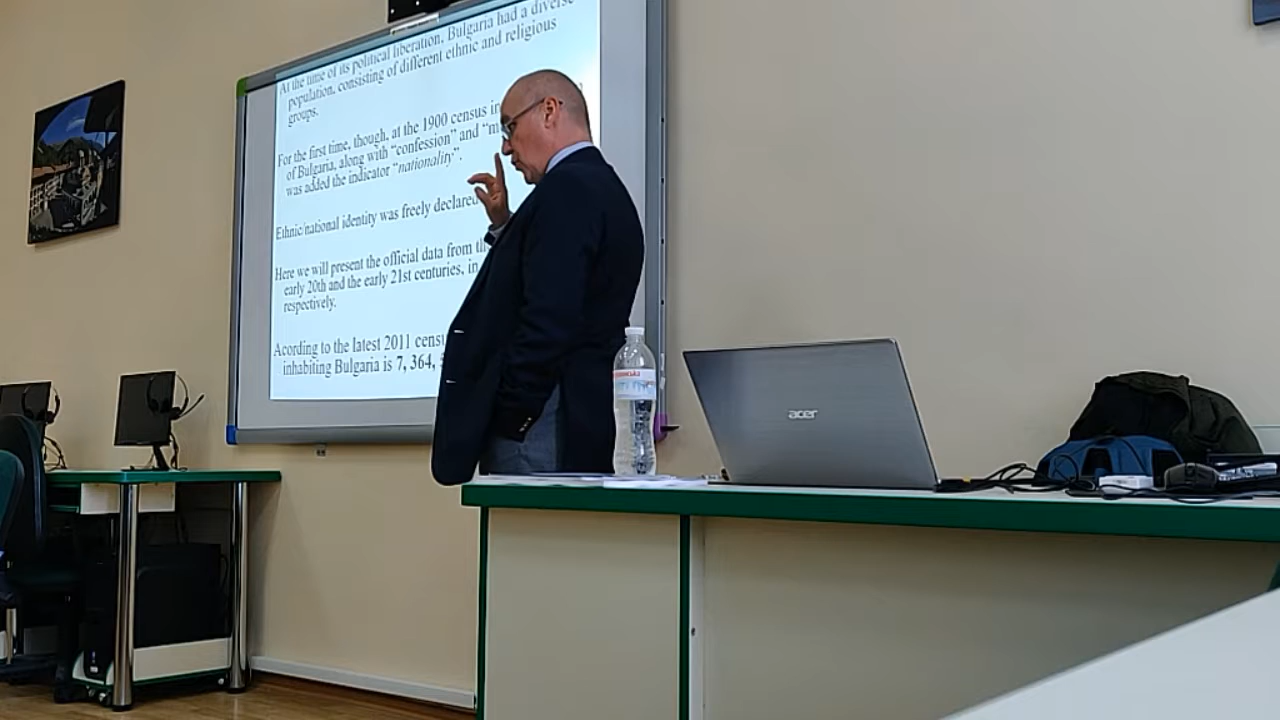 At the time of its political liberation, Bulgaria had a diverse
population, consisting of different ethnic and religious
groups.
For the first time, though, at the 1900 census in
of Bulgaria, along with “confession” and
was added the indicator “nationality”.
Ethnic/national identity was freely declared
Here we will present the official data from
early 20th and the early 21st centuries, in
respectively.
Acording to the latest 2011
inhabiting Bulgaria is 7, 364,
acer